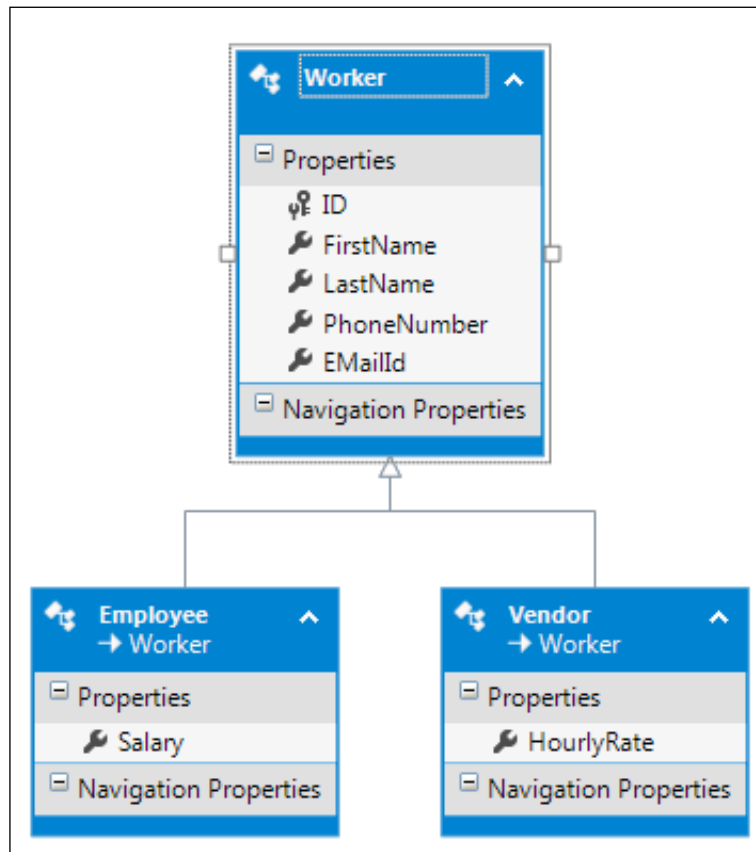 Worker
Properties
ID
FirstName
LastName
PhoneNumber
EMailId
Navigation Properties
Employee
→ Worker
Properties
Salary
Navigation Properties
Vendor
→ Worker
Properties
HourlyRate
Navigation Properties